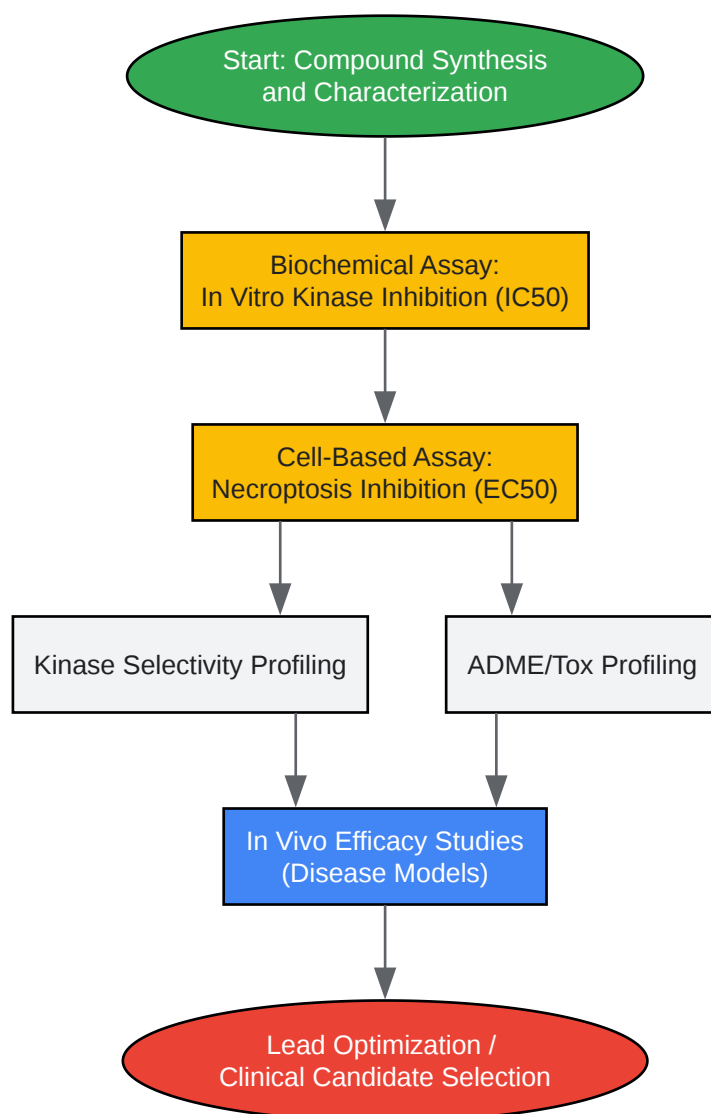 Start: Compound Synthesis
and Characterization
Biochemical Assay:
In Vitro Kinase Inhibition (IC50)
Cell-Based Assay:
Necroptosis Inhibition (EC50)
Kinase Selectivity Profiling
ADME/Tox Profiling
In Vivo Efficacy Studies
(Disease Models)
Lead Optimization /
Clinical Candidate Selection